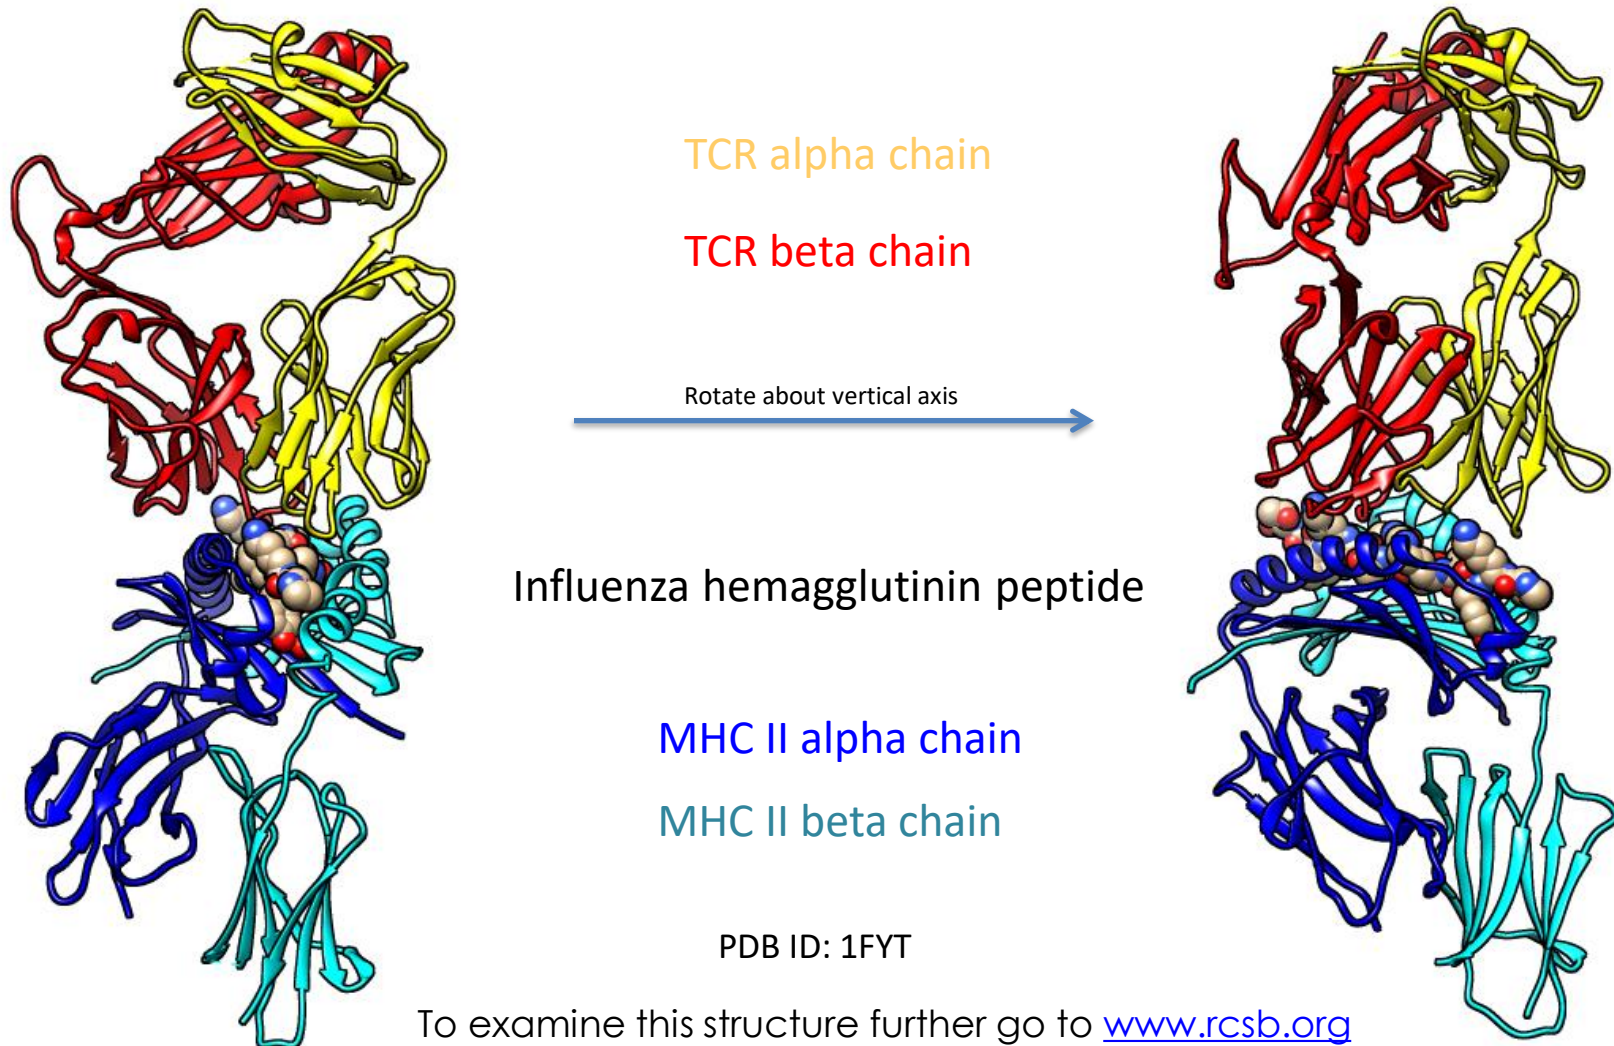 TCR alpha chain
TCR beta chain
Rotate about vertical axis
Influenza hemagglutinin peptide
MHC II alpha chain
MHC II beta chain
PDB ID: 1FYT
To examine this structure further go to www.rcsb.org